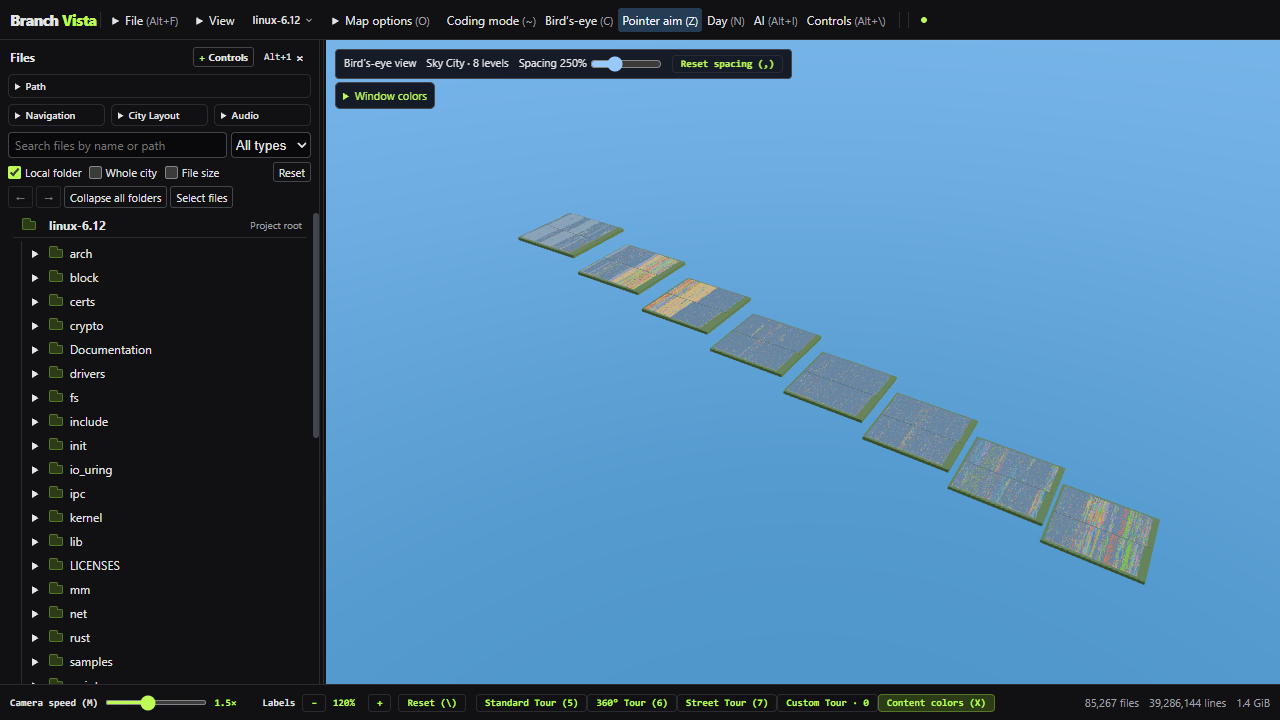 Branch Vista ▶ File (Alt+F) ▶ View linux-6.12 ▶ Map options (O) Coding mode (~) Bird's-eye (C) Pointer aim (Z) Day (N) AI (Alt+I) Controls (Alt+\)
Files + Controls Alt+1 ×
▶ Path
▶ Navigation ▶ City Layout ▶ Audio
Search files by name or path All types
Local folder Whole city File size Reset
← → Collapse all folders Select files
linux-6.12 Project root
▶ arch
▶ block
▶ certs
▶ crypto
▶ Documentation
▶ drivers
▶ fs
▶ include
▶ init
▶ io_uring
▶ ipc
▶ kernel
▶ lib
▶ LICENSES
▶ mm
▶ net
▶ rust
▶ samples
Bird's-eye view Sky City · 8 levels Spacing 250% Reset spacing (,)
▶ Window colors
Camera speed (M) 1.5× Labels − 120% + Reset (\) Standard Tour (5) 360° Tour (6) Street Tour (7) Custom Tour · 0 Content colors (X) 85,267 files 39,286,144 lines 1.4 GiB